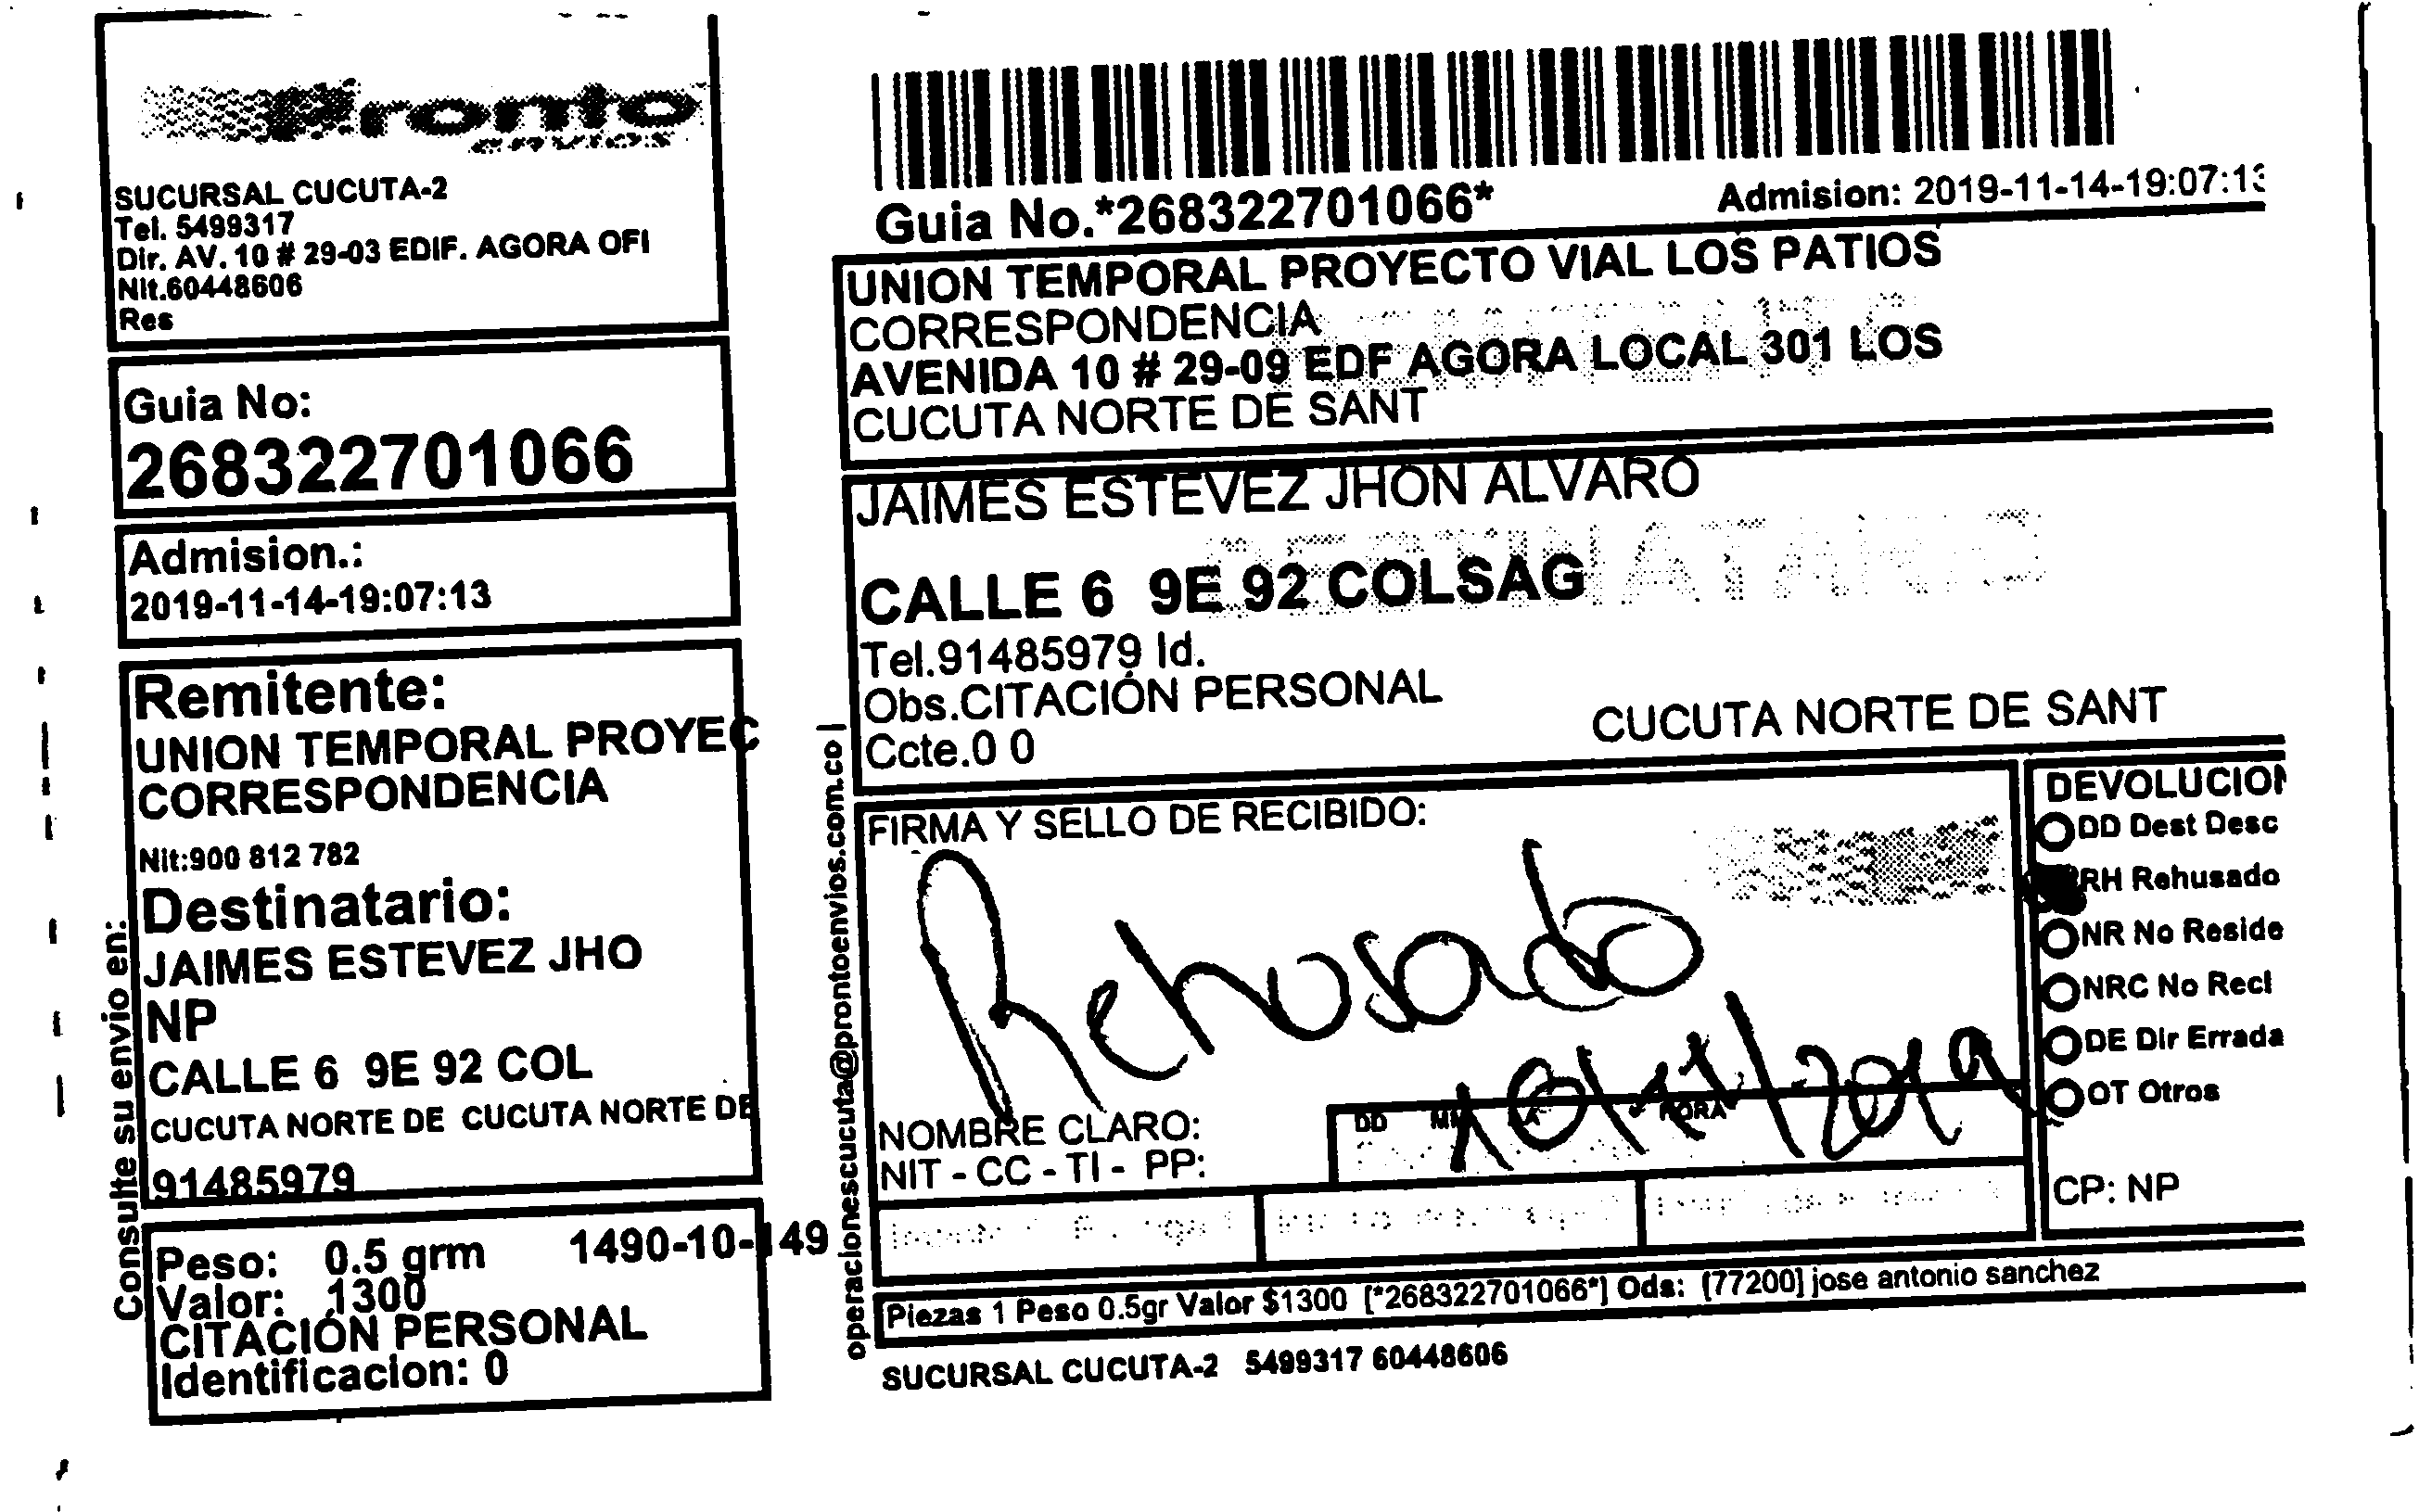 Pronto
envios
SUCURSAL CUCUTA-2
Tel. 5499317
Dir. AV. 10 # 29-03 EDIF. AGORA OFI
Nit.60448606
Res
Guia No:
268322701066
Admision.:
2019-11-14-19:07:13
Remitente:
UNION TEMPORAL PROYEC
CORRESPONDENCIA
Nit:900 812 782
Destinatario:
JAIMES ESTEVEZ JHO
NP
CALLE 6 9E 92 COL
CUCUTA NORTE DE CUCUTA NORTE DE
91485979
Peso: 0.5 grm 1490-10-149
Valor: 1300
CITACIÓN PERSONAL
Identificacion: 0
Consulte su envio en:
operacionescucuta@prontoenvios.com.co |
Guia No.*268322701066* Admision: 2019-11-14-19:07:13
UNION TEMPORAL PROYECTO VIAL LOS PATIOS
CORRESPONDENCIA
AVENIDA 10 # 29-09 EDF AGORA LOCAL 301 LOS
CUCUTA NORTE DE SANT
JAIMES ESTEVEZ JHON ALVARO
DESTINATARIO
CALLE 6 9E 92 COLSAG
Tel.91485979 Id.
Obs.CITACIÓN PERSONAL
Ccte.0 0 CUCUTA NORTE DE SANT
FIRMA Y SELLO DE RECIBIDO:
Rehusado
NOMBRE CLARO:
NIT - CC - TI - PP:
DD MM AA HORA
DEVOLUCION
DD Dest Desc
RH Rehusado
NR No Reside
NRC No Recl
DE Dir Errada
OT Otros
CP: NP
Piezas 1 Peso 0.5gr Valor $1300 [*268322701066*] Ods: [77200] jose antonio sanchez
SUCURSAL CUCUTA-2 5499317 60448606